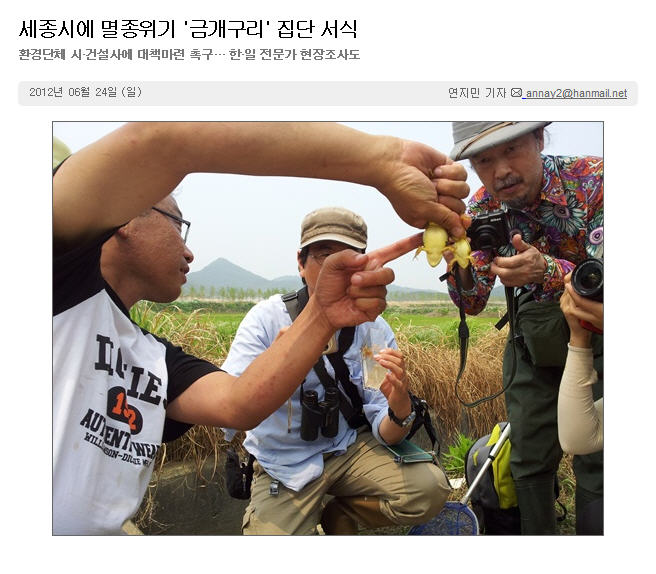 세종시에 멸종위기 '금개구리' 집단 서식
환경단체 시·건설사에 대책마련 촉구… 한·일 전문가 현장조사도
2012년 06월 24일 (일) 연지민 기자 annay2@hanmail.net
AUTHENTIC